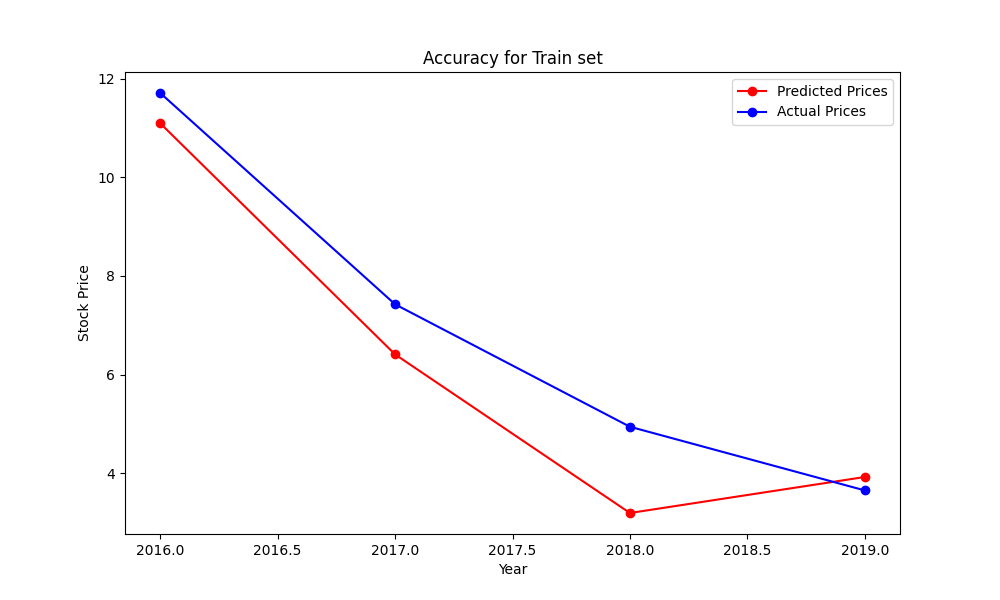 Accuracy for Train set
Predicted Prices
Actual Prices
12
10
8
6
4
Stock Price
2016.0 2016.5 2017.0 2017.5 2018.0 2018.5 2019.0
Year